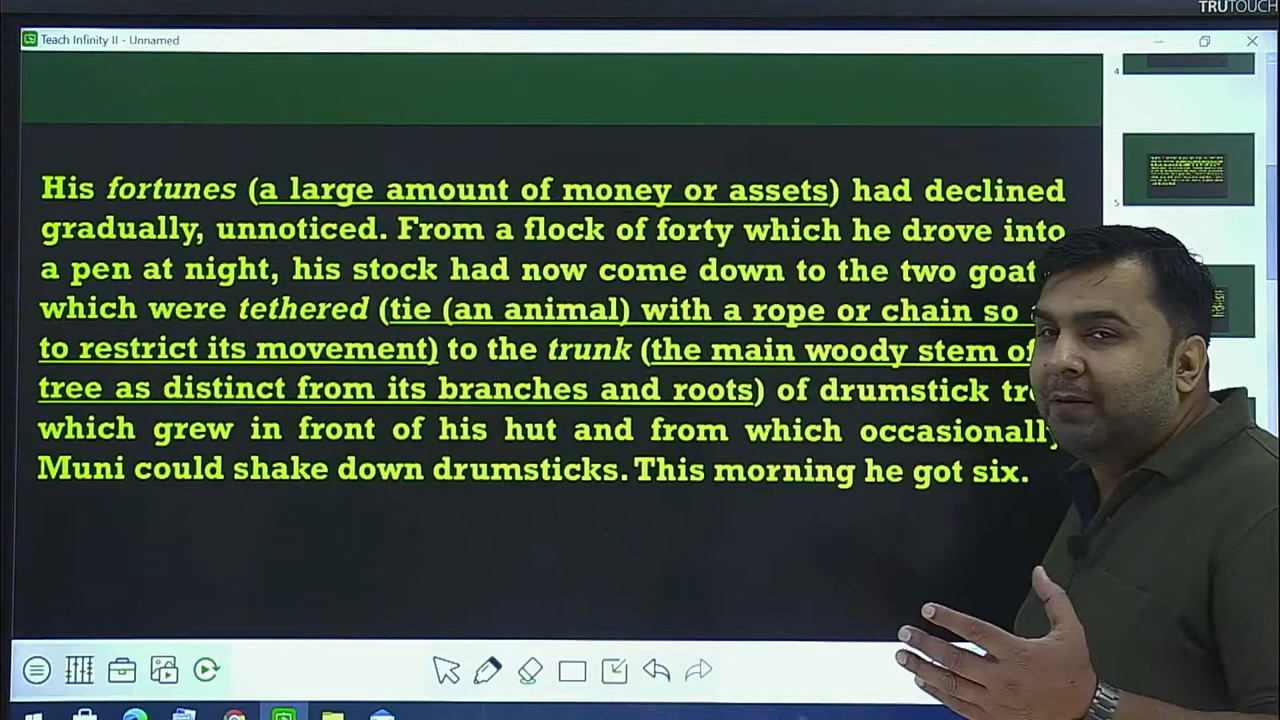 TRUTOUCH
Teach Infinity II - Unnamed
4
His fortunes (a large amount of money or assets) had declined
gradually, unnoticed. From a flock of forty which he drove into
a pen at night, his stock had now come down to the two
which were tethered (tie (an animal) with a rope or chain so
to restrict its movement) to the trunk (the main woody stem of
tree as distinct from its branches and roots) of drumstick
which grew in front of his hut and from which occasionally
Muni could shake down drumsticks. This morning he got six.
5